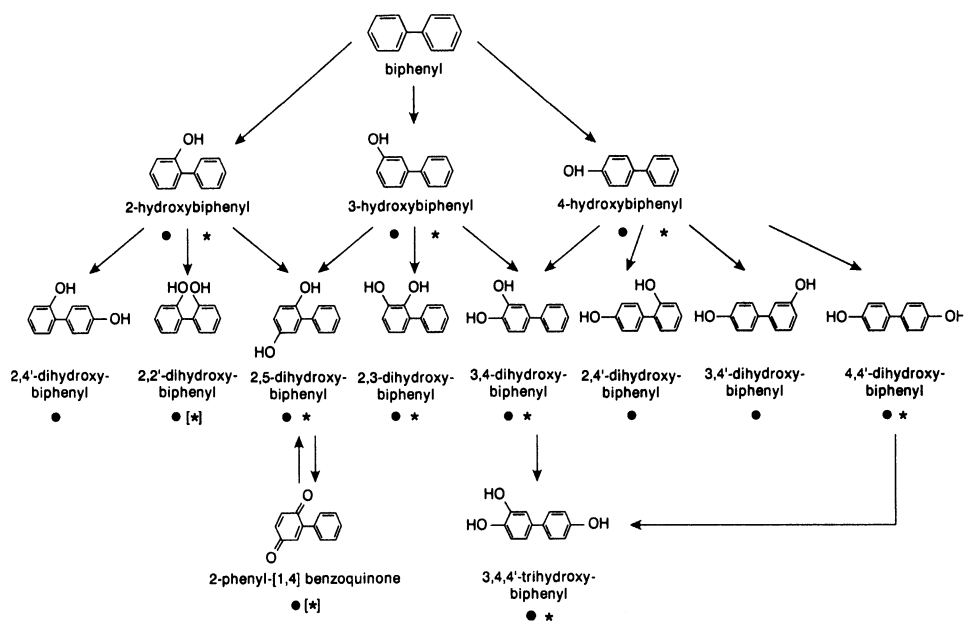 biphenyl
OH
OH
OH
2-hydroxybiphenyl
3-hydroxybiphenyl
4-hydroxybiphenyl
● *
● *
● *
OH
OH
HO OH
OH
HO
HO OH
OH
HO
OH
HO
OH
HO
HO
OH
2,4'-dihydroxy-
biphenyl
2,2'-dihydroxy-
biphenyl
2,5-dihydroxy-
biphenyl
2,3-dihydroxy-
biphenyl
3,4-dihydroxy-
biphenyl
2,4'-dihydroxy-
biphenyl
3,4'-dihydroxy-
biphenyl
4,4'-dihydroxy-
biphenyl
●
● [*]
● *
● *
● *
●
●
● *
O
O
HO
HO
OH
2-phenyl-[1,4] benzoquinone
3,4,4'-trihydroxy-
biphenyl
● [*]
● *